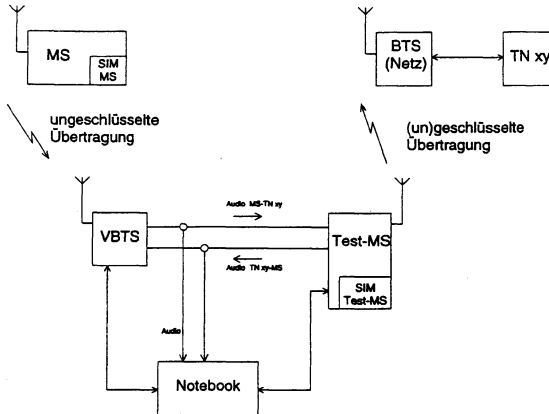 MS
SIM
MS
BTS
(Netz)
TN xy
ungeschlüsselte
Übertragung
(un)geschlüsselte
Übertragung
VBTS
Audio MS-TN xy
Audio TN xy-MS
Test-MS
SIM
Test-MS
Audio
Notebook